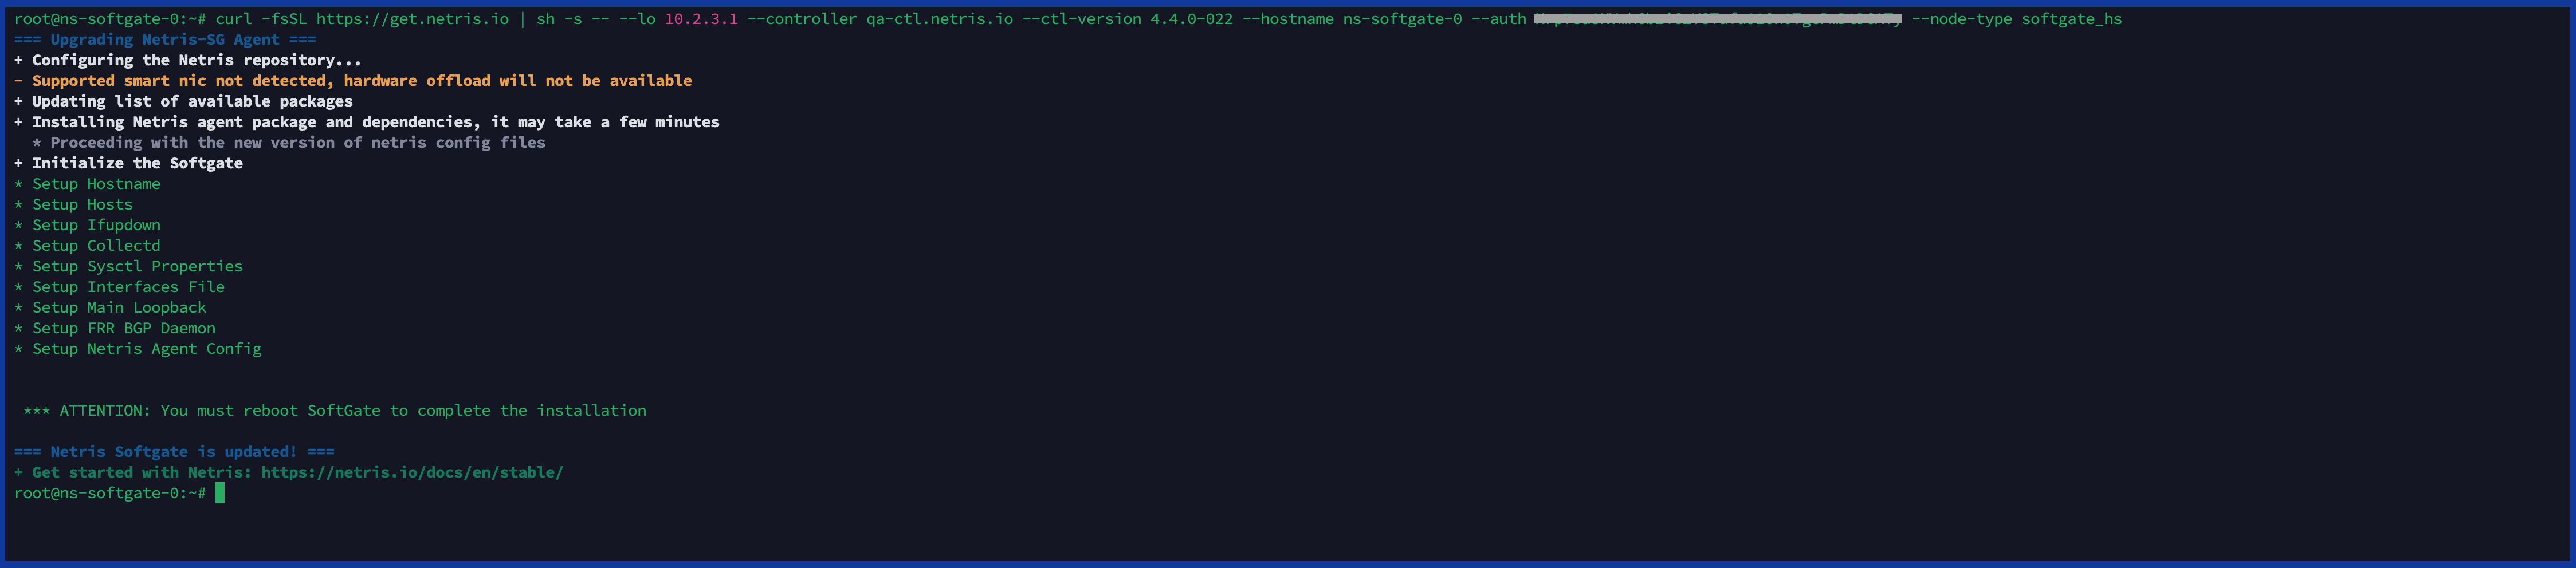 root@ns-softgate-0:~# curl -fsSL https://get.netris.io | sh -s -- --lo 10.2.3.1 --controller qa-ctl.netris.io --ctl-version 4.4.0-022 --hostname ns-softgate-0 --auth --node-type softgate_hs
=== Upgrading Netris-SG Agent ===
+ Configuring the Netris repository...
- Supported smart nic not detected, hardware offload will not be available
+ Updating list of available packages
+ Installing Netris agent package and dependencies, it may take a few minutes
* Proceeding with the new version of netris config files
+ Initialize the Softgate
* Setup Hostname
* Setup Hosts
* Setup Ifupdown
* Setup Collectd
* Setup Sysctl Properties
* Setup Interfaces File
* Setup Main Loopback
* Setup FRR BGP Daemon
* Setup Netris Agent Config
*** ATTENTION: You must reboot SoftGate to complete the installation
=== Netris Softgate is updated! ===
+ Get started with Netris: https://netris.io/docs/en/stable/
root@ns-softgate-0:~#